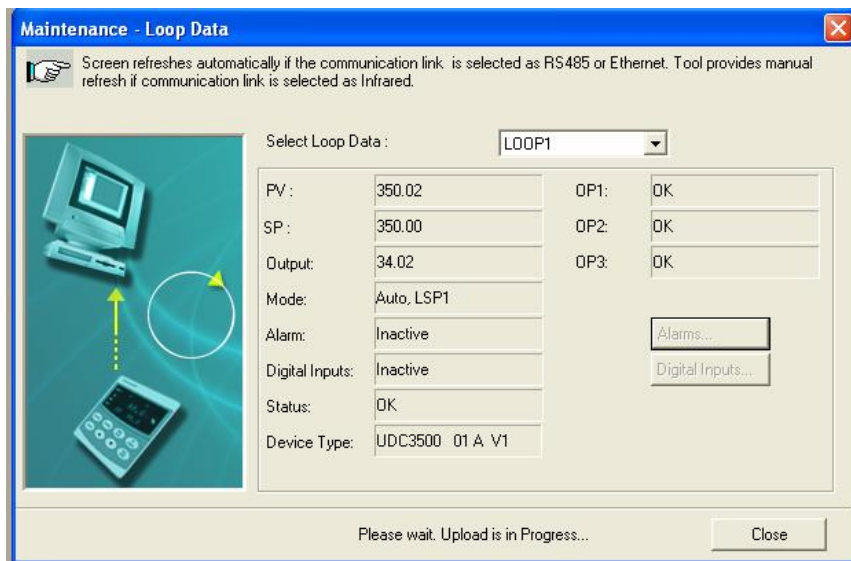 Maintenance - Loop Data
Screen refreshes automatically if the communication link is selected as RS485 or Ethernet. Tool provides manual
refresh if communication link is selected as Infrared.
Select Loop Data : LOOP1
PV : 350.02 OP1: OK
SP : 350.00 OP2: OK
Output: 34.02 OP3: OK
Mode: Auto, LSP1
Alarm: Inactive Alarms...
Digital Inputs: Inactive Digital Inputs...
Status: OK
Device Type: UDC3500 01 A V1
Please wait. Upload is in Progress... Close